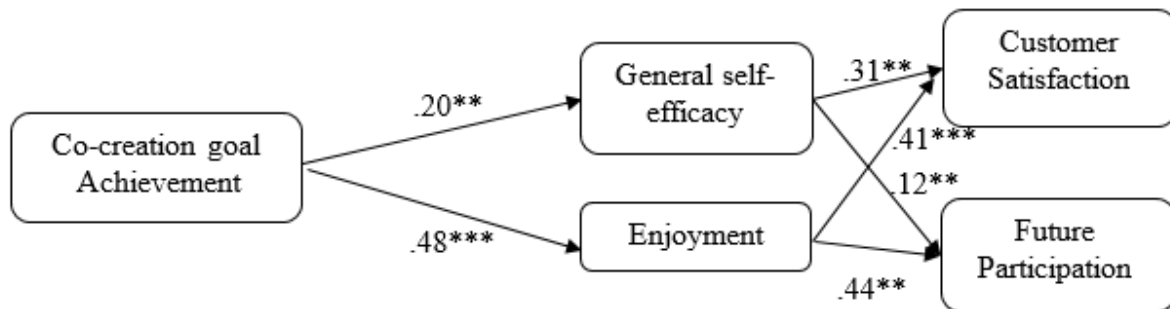 Co-creation goal
Achievement
.20**
.48***
General self-
efficacy
Enjoyment
.31**
.41***
.12**
.44**
Customer
Satisfaction
Future
Participation